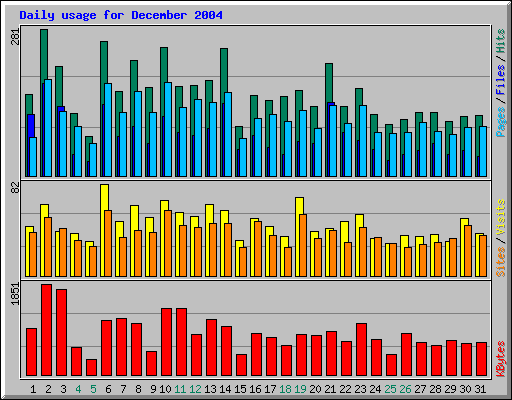 Daily usage for December 2004
281
Pages / Files / Hits
82
Sites / Visits
1851
KBytes
1 2 3 4 5 6 7 8 9 10 11 12 13 14 15 16 17 18 19 20 21 22 23 24 25 26 27 28 29 30 31